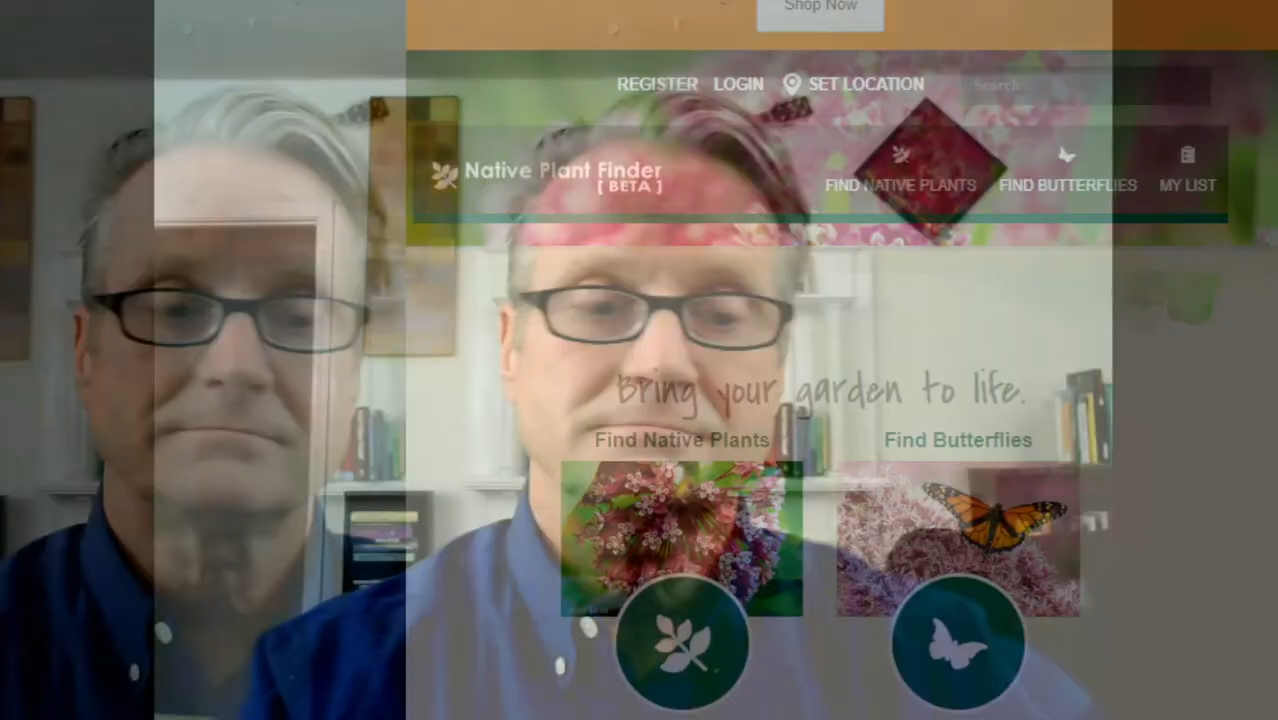 Shop Now
REGISTER LOGIN SET LOCATION Search
Native Plant Finder
[ BETA ]
FIND NATIVE PLANTS FIND BUTTERFLIES MY LIST
Bring your garden to life.
Find Native Plants Find Butterflies